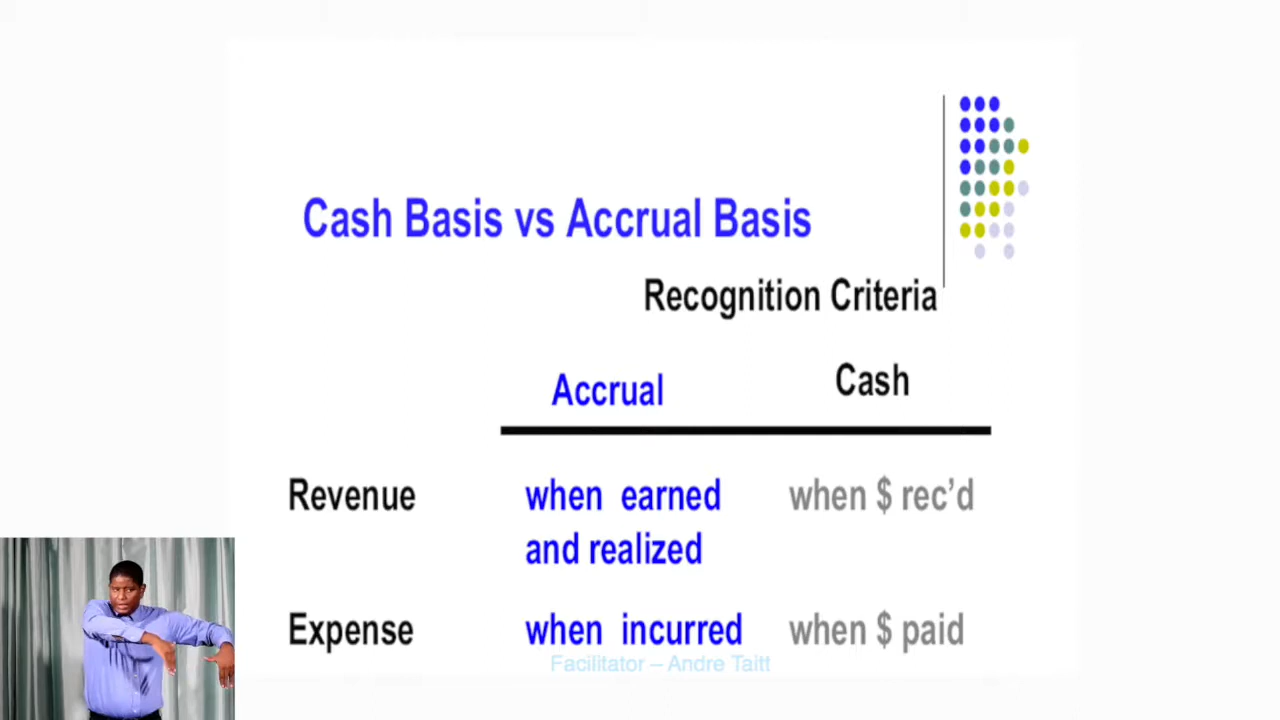 Cash Basis vs Accrual Basis
Recognition Criteria
Accrual Cash
Revenue when earned when $ rec’d
and realized
Expense when incurred when $ paid
Facilitator – Andre Taitt